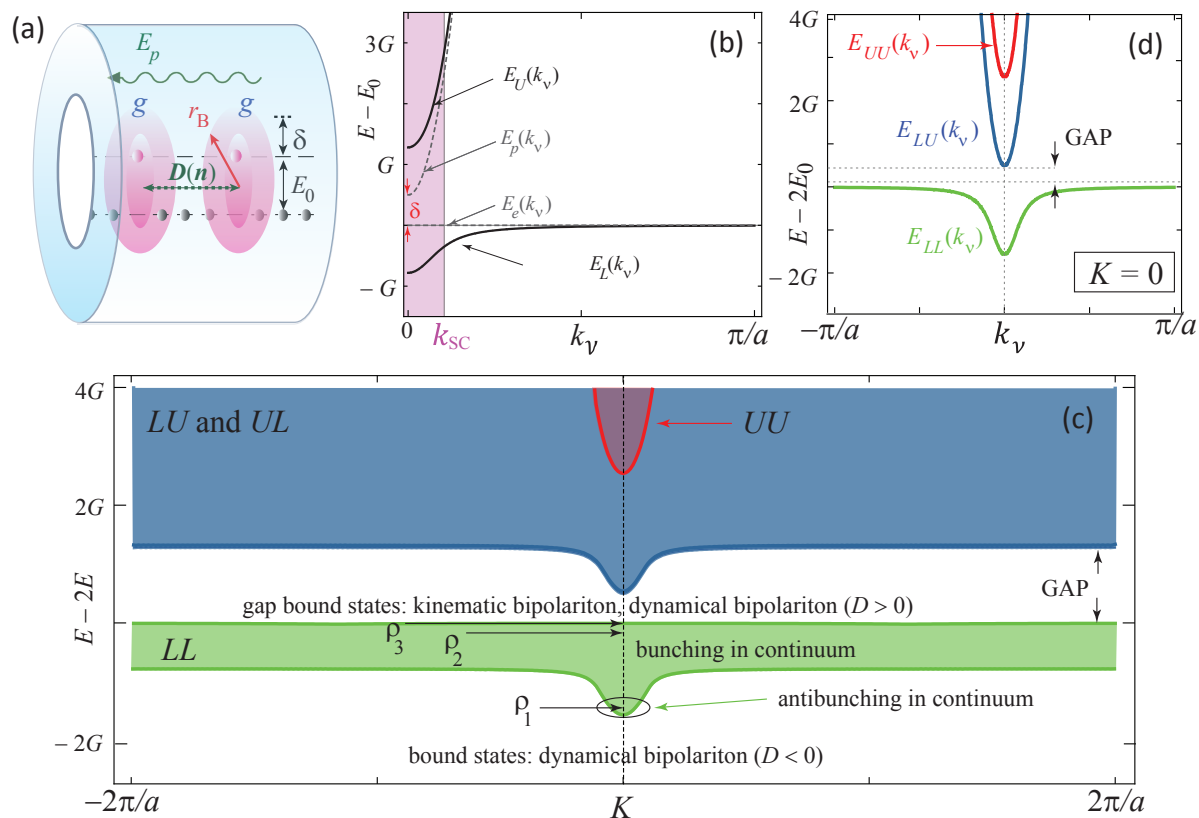 (a)
E_p
g
g
r_B
δ
D(n)
E_0
(b)
3G
G
− G
E − E_0
E_U(k_ν)
E_p(k_ν)
E_e(k_ν)
E_L(k_ν)
δ
0
k_SC
k_ν
π/a
(d)
4G
2G
− 2G
E − 2E_0
E_UU(k_ν)
E_LU(k_ν)
GAP
E_LL(k_ν)
K = 0
−π/a
k_ν
π/a
(c)
4G
2G
− 2G
E − 2E
LU and UL
UU
GAP
gap bound states: kinematic bipolariton, dynamical bipolariton (D > 0)
ρ_3
ρ_2
LL
bunching in continuum
ρ_1
antibunching in continuum
bound states: dynamical bipolariton (D < 0)
−2π/a
K
2π/a